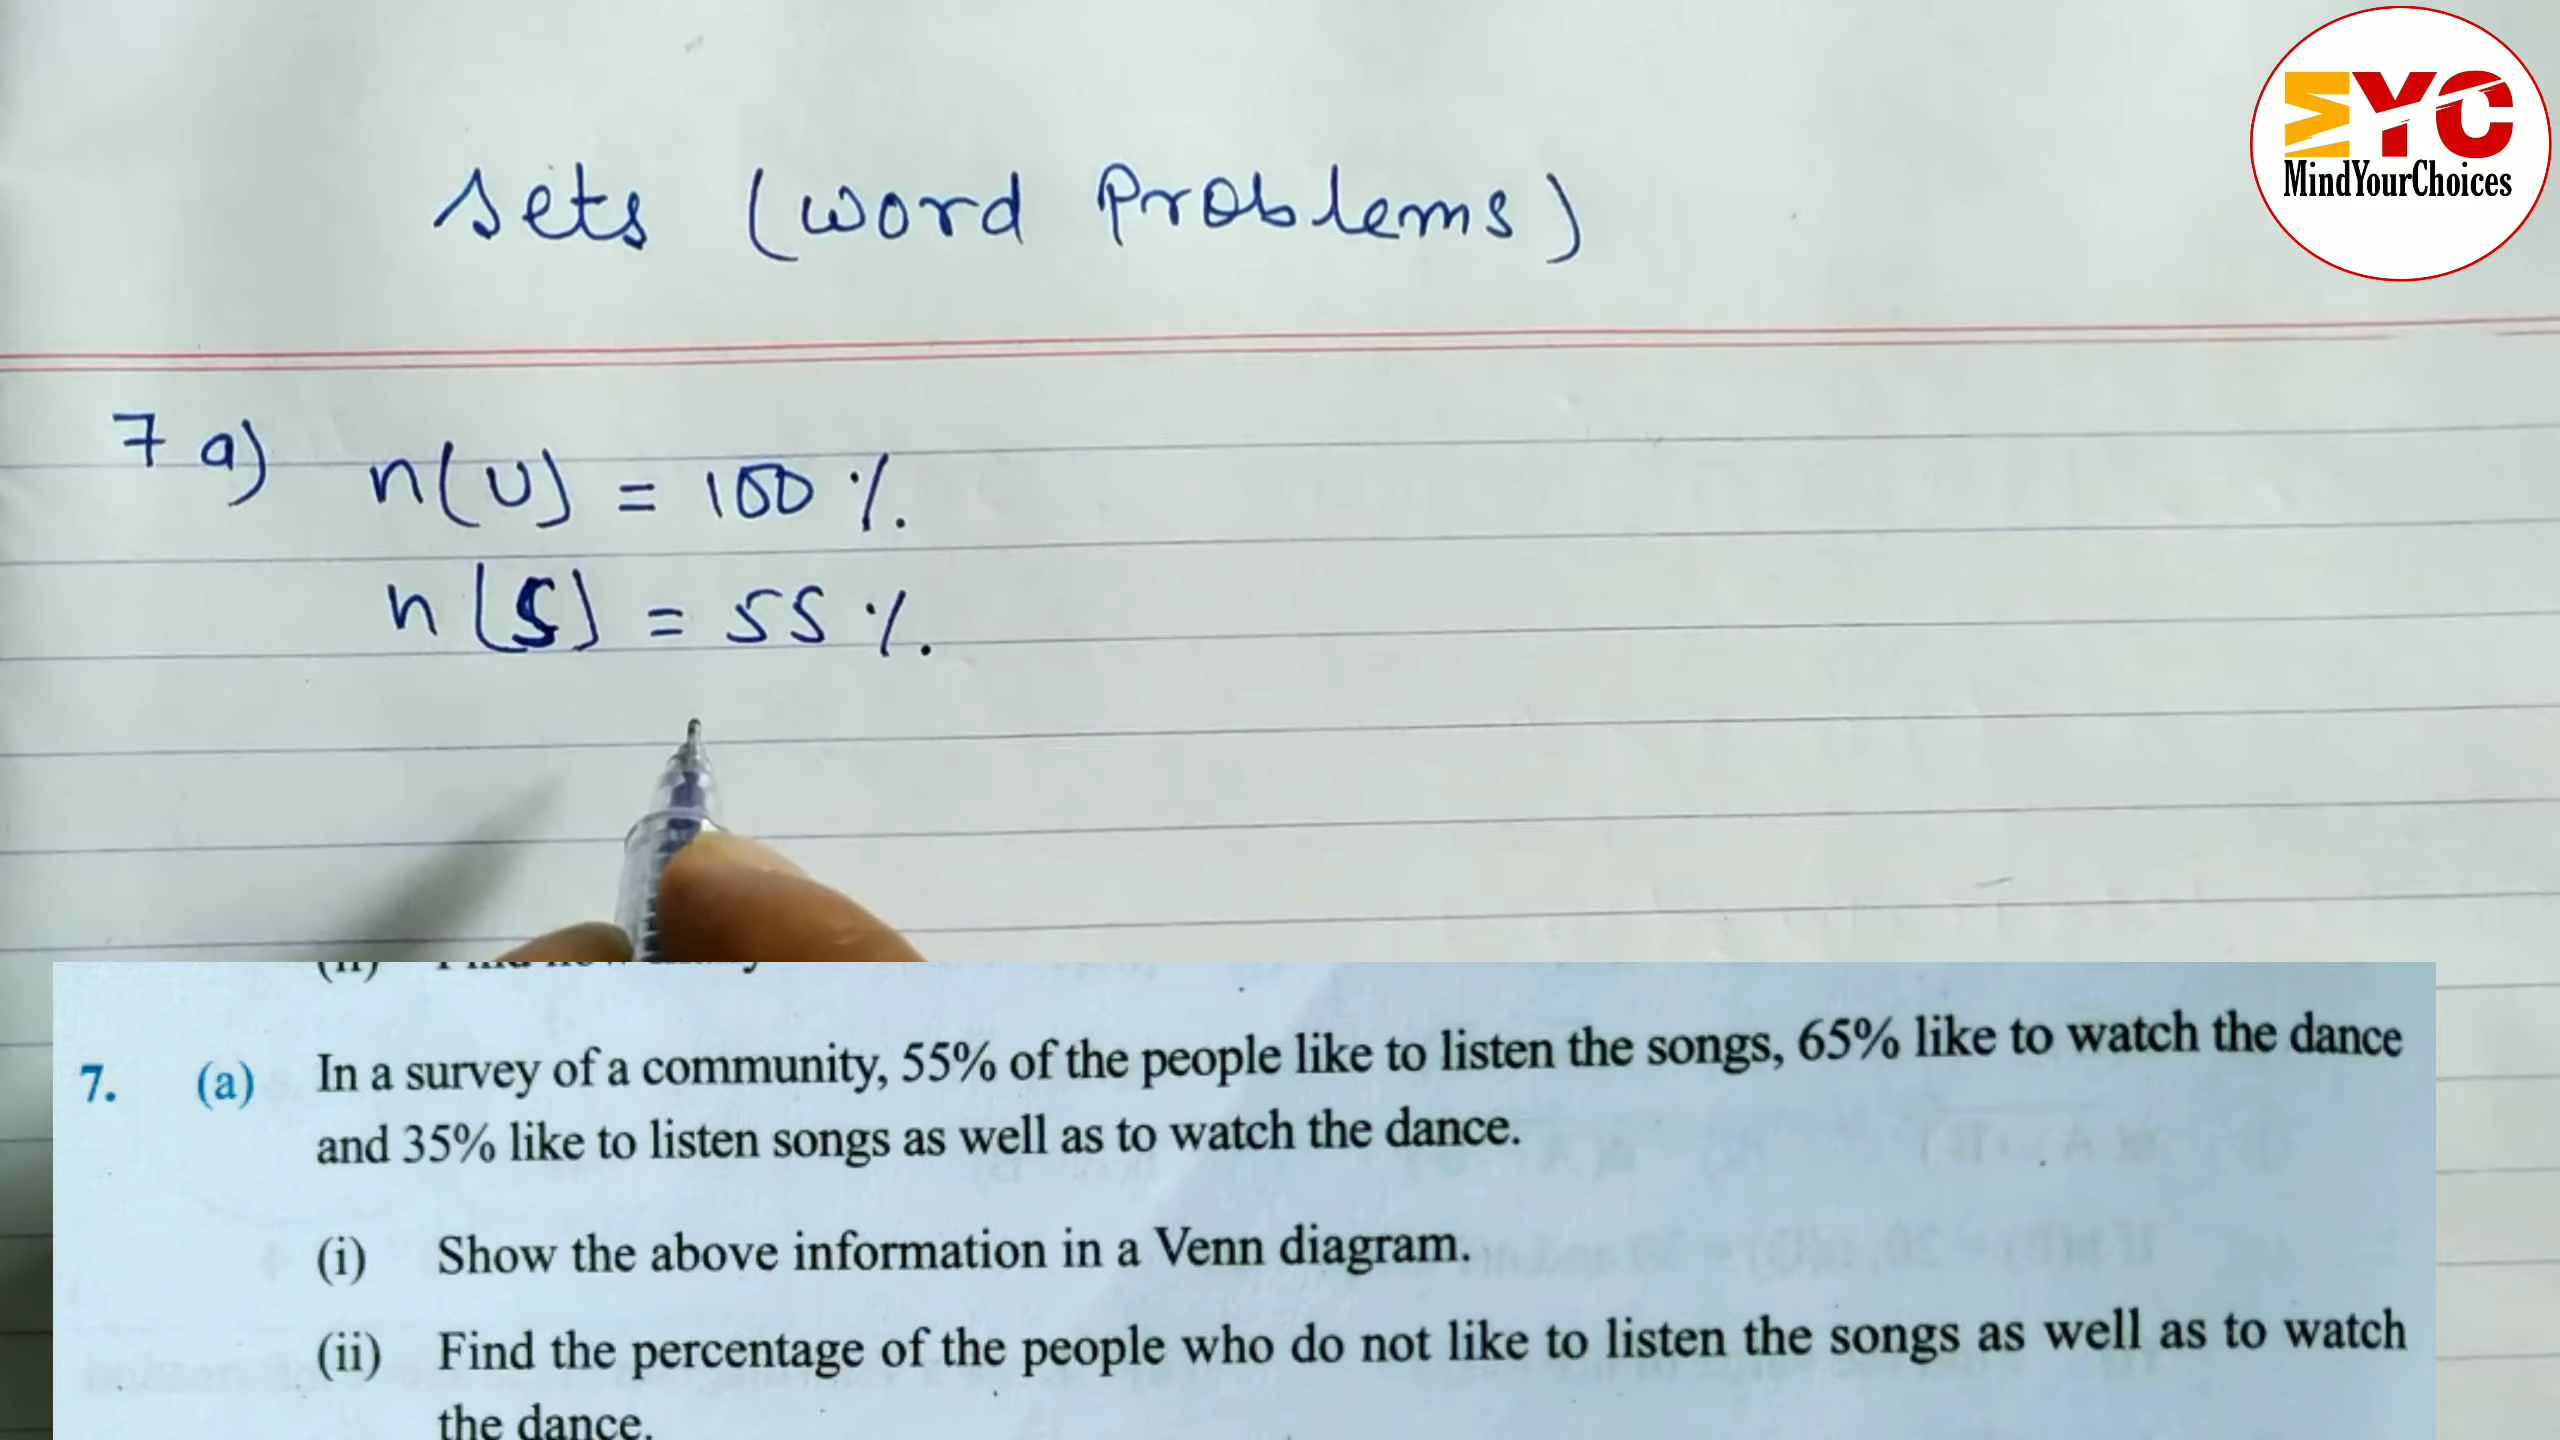 MYC
MindYourChoices
Sets (word Problems)
7 a) n(U) = 100 %.
n(S) = 55 %.
7. (a) In a survey of a community, 55% of the people like to listen the songs, 65% like to watch the dance
and 35% like to listen songs as well as to watch the dance.
(i) Show the above information in a Venn diagram.
(ii) Find the percentage of the people who do not like to listen the songs as well as to watch
the dance.